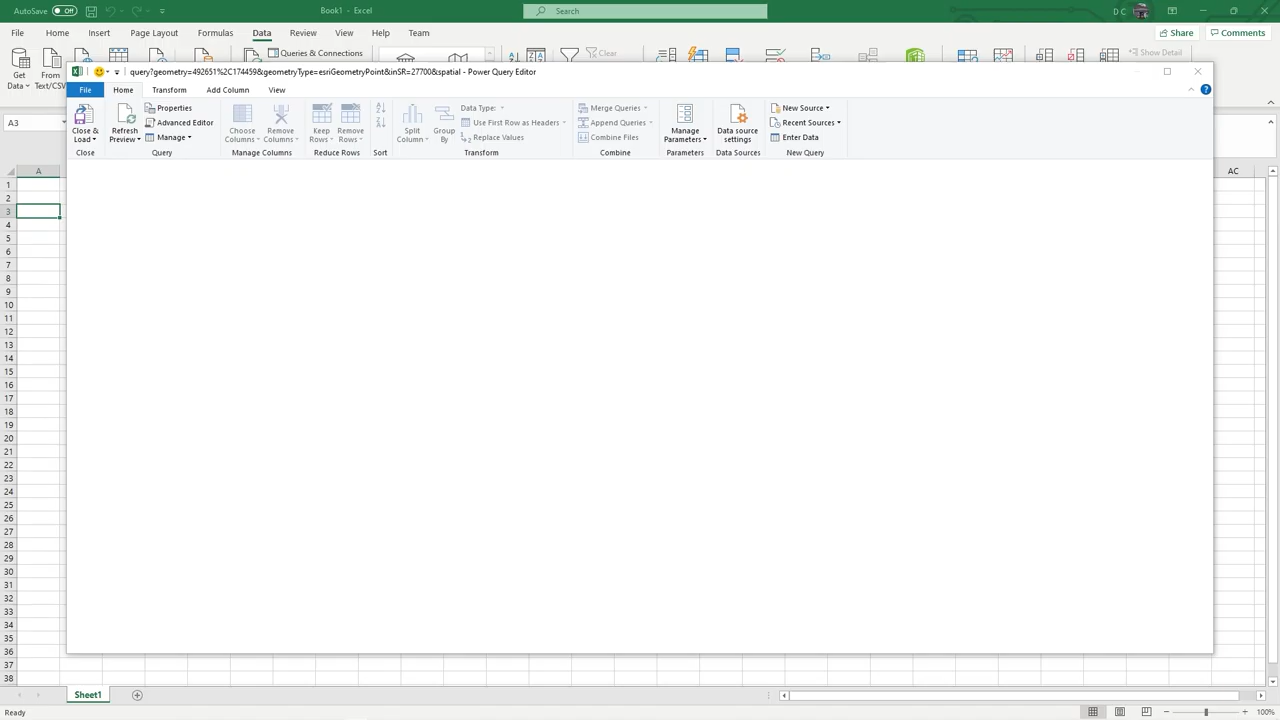 AutoSave Off Book1 - Excel Search D C
File Home Insert Page Layout Formulas Data Review View Help Team Share Comments
Queries & Connections Clear Show Detail
Get Data From Text/CSV
query?geometry=492651%2C174459&geometryType=esriGeometryPoint&inSR=27700&spatial - Power Query Editor
File Home Transform Add Column View
Close & Load Refresh Preview Properties Advanced Editor Manage
Choose Columns Remove Columns Keep Rows Remove Rows
Split Column Group By Data Type: Use First Row as Headers Replace Values
Merge Queries Append Queries Combine Files
Manage Parameters Data source settings New Source Recent Sources Enter Data
Close Query Manage Columns Reduce Rows Sort Transform Combine Parameters Data Sources New Query
A3
A AC
1
2
3
4
5
6
7
8
9
10
11
12
13
14
15
16
17
18
19
20
21
22
23
24
25
26
27
28
29
30
31
32
33
34
35
36
37
38
Sheet1
Ready 100%